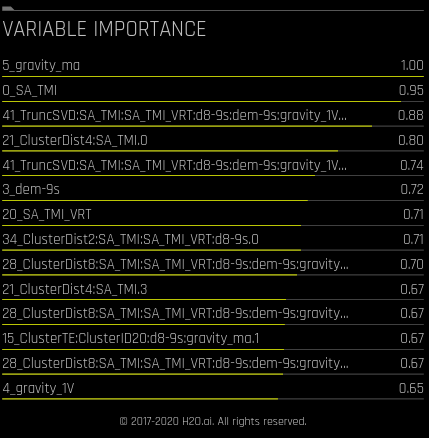 VARIABLE IMPORTANCE
5_gravity_ma 1.00
0_SA_TMI 0.95
41_TruncSVD:SA_TMI:SA_TMI_VRT:d8-9s:dem-9s:gravity_1V... 0.88
21_ClusterDist4:SA_TMI.0 0.80
41_TruncSVD:SA_TMI:SA_TMI_VRT:d8-9s:dem-9s:gravity_1V... 0.74
3_dem-9s 0.72
20_SA_TMI_VRT 0.71
34_ClusterDist2:SA_TMI:SA_TMI_VRT:d8-9s.0 0.71
28_ClusterDist8:SA_TMI:SA_TMI_VRT:d8-9s:dem-9s:gravity... 0.70
21_ClusterDist4:SA_TMI.3 0.67
28_ClusterDist8:SA_TMI:SA_TMI_VRT:d8-9s:dem-9s:gravity... 0.67
15_ClusterTE:ClusterID20:d8-9s:gravity_ma.1 0.67
28_ClusterDist8:SA_TMI:SA_TMI_VRT:d8-9s:dem-9s:gravity... 0.67
4_gravity_1V 0.65
© 2017-2020 H2O.ai. All rights reserved.